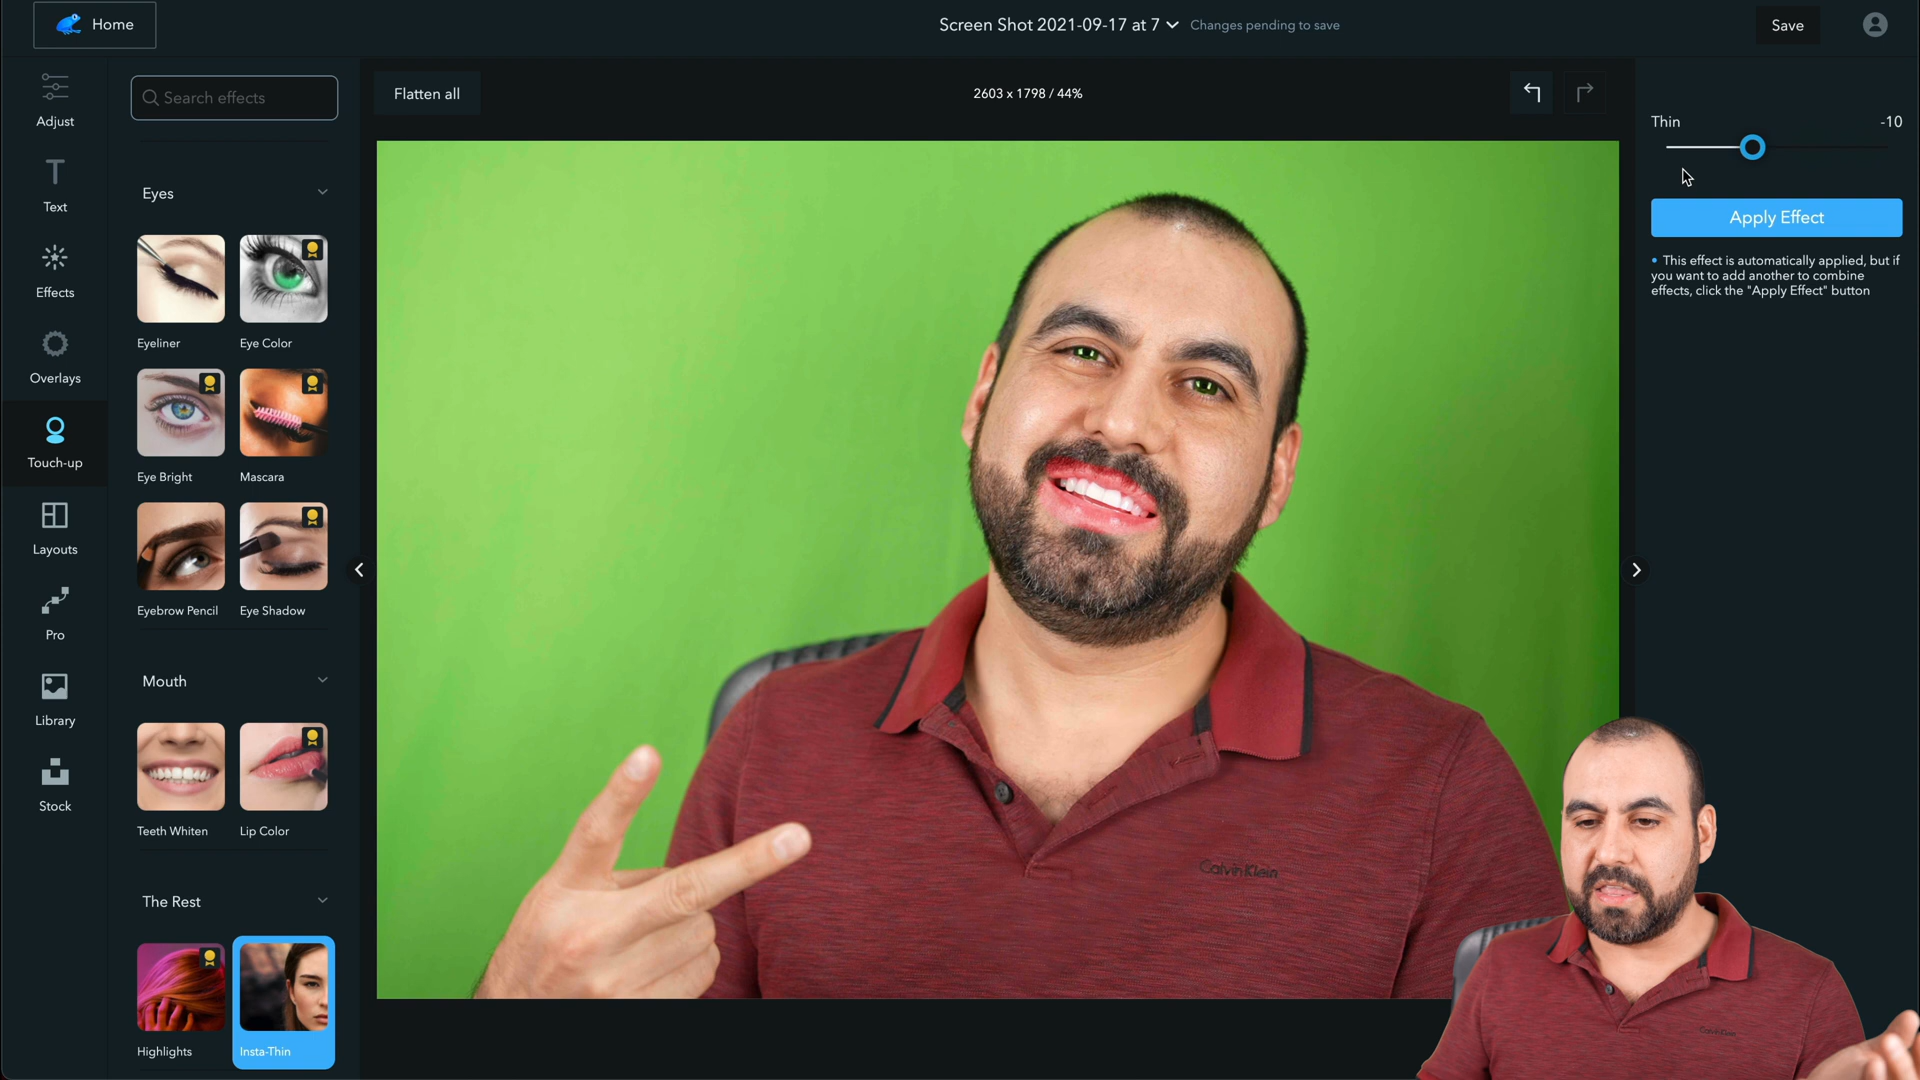 Home
Screen Shot 2021-09-17 at 7
Changes pending to save
Save
Adjust
Search effects
Flatten all
2603 x 1798 / 44%
Thin
-10
Text
Eyes
Apply Effect
Effects
• This effect is automatically applied, but if
you want to add another to combine
effects, click the "Apply Effect" button
Eyeliner
Eye Color
Overlays
Touch-up
Eye Bright
Mascara
Layouts
Eyebrow Pencil
Eye Shadow
Pro
Mouth
Library
Stock
Teeth Whiten
Lip Color
Calvin Klein
The Rest
Highlights
Insta-Thin
Calvin Klein